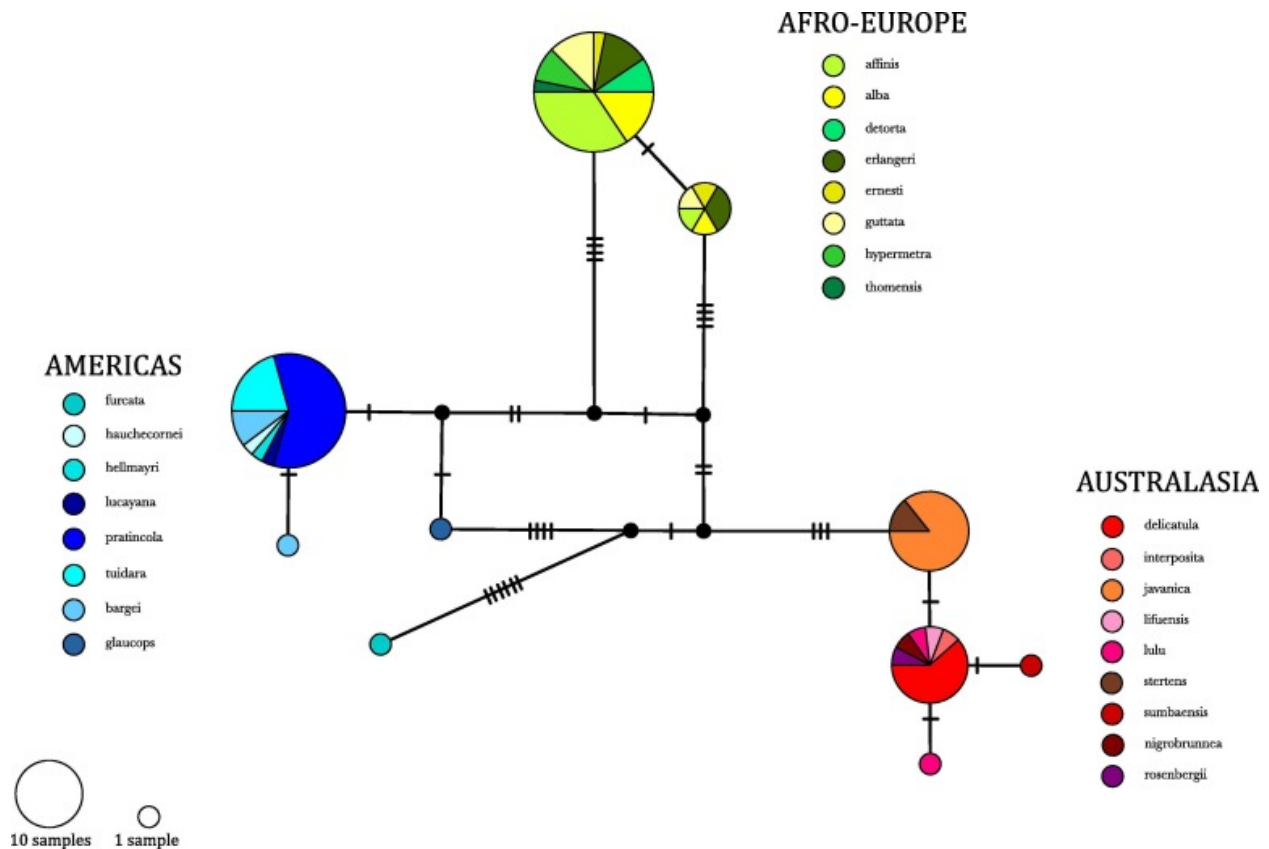 AFRO-EUROPE
affinis
alba
detorta
erlangeri
ernesti
guttata
hypermetra
thomensis
AMERICAS
furcata
hauchecornei
hellmayri
lucayana
pratincola
tuidara
bargei
glaucops
AUSTRALASIA
delicatula
interposita
javanica
lifuensis
lulu
stertens
sumbaensis
nigrobrunnea
rosenbergii
10 samples
1 sample